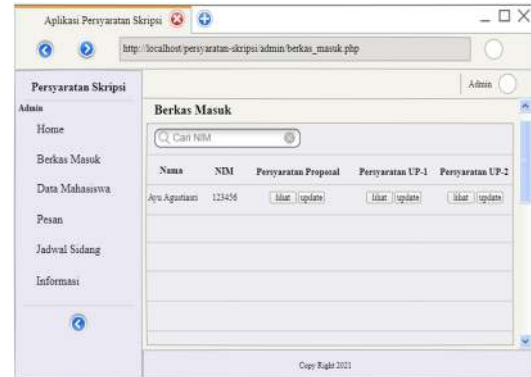 Aplikasi Persyaratan Skripsi
http://localhost/persyaratan-skripsi/admin/berkas_masuk.php
Admin
Persyaratan Skripsi
Admin
Home
Berkas Masuk
Data Mahasiswa
Pesan
Jadwal Sidang
Informasi
Berkas Masuk
Cari NIM
Nama NIM Persyaratan Proposal Persyaratan UP-1 Persyaratan UP-2
Ayu Agustiasri 123456 lihat update lihat update lihat update
Copy Right 2021